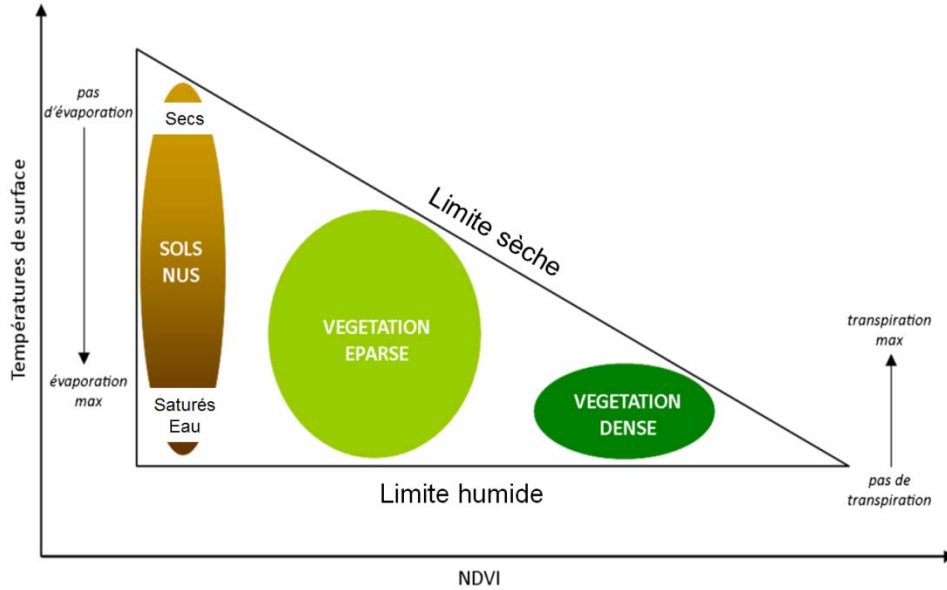 pas
d'évaporation
Secs
Températures de surface
SOLS
NUS
Limite sèche
VEGETATION
EPARSE
transpiration
max
évaporation
max
Saturés
Eau
VEGETATION
DENSE
Limite humide
pas de
transpiration
NDVI